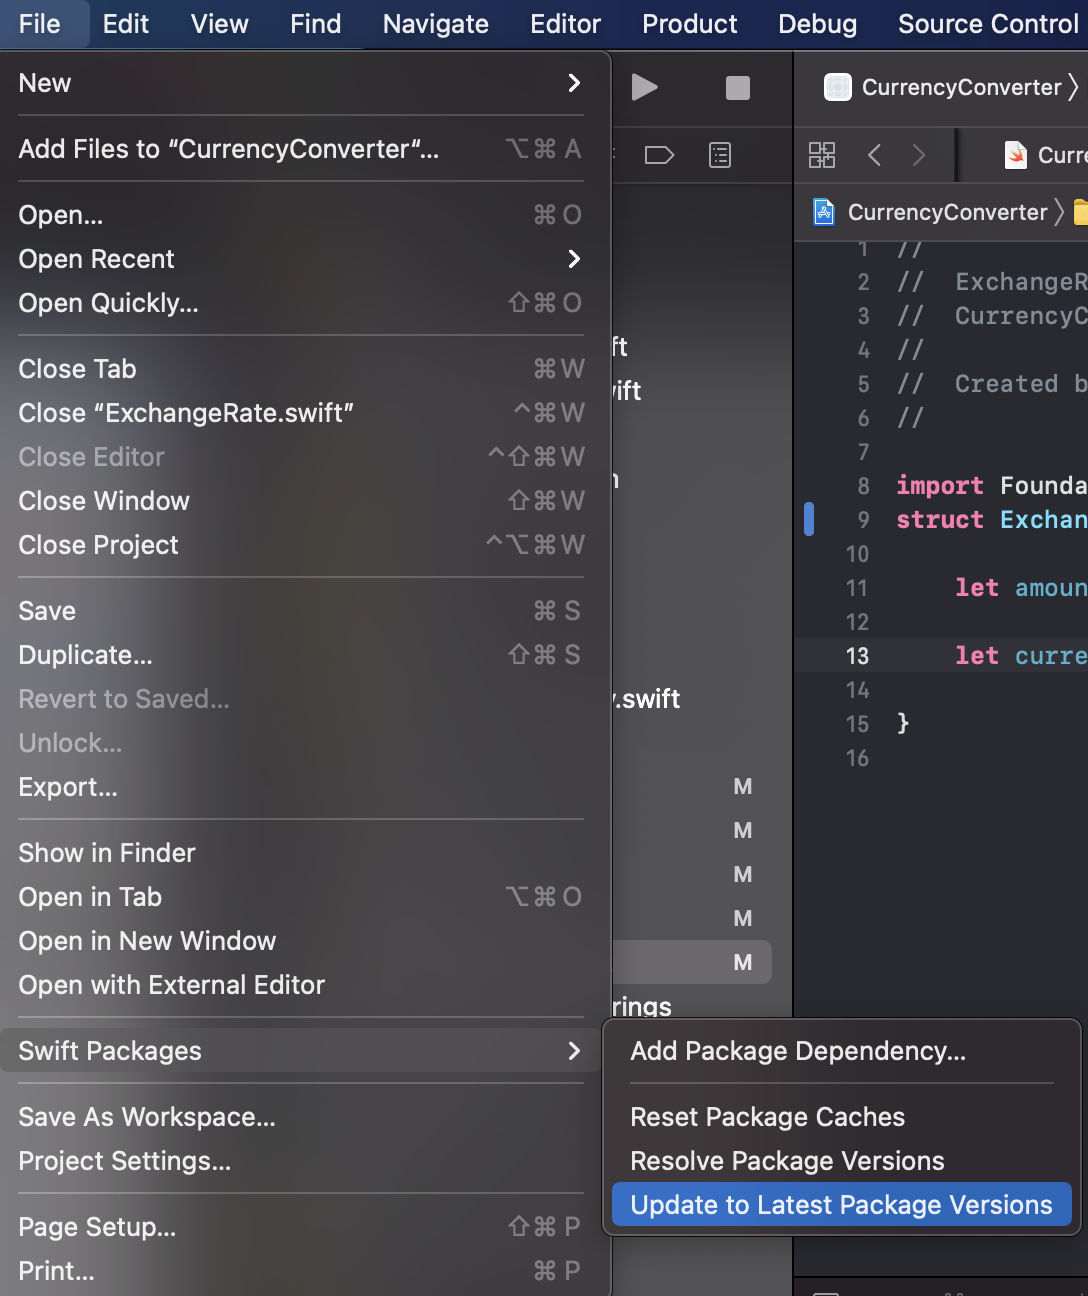 File Edit View Find Navigate Editor Product Debug Source Control
New
Add Files to “CurrencyConverter“... ⌥⌘ A
Open... ⌘ O
Open Recent
Open Quickly... ⇧⌘ O
Close Tab ⌘ W
Close “ExchangeRate.swift” ^⌘ W
Close Editor ^⇧⌘ W
Close Window ⇧⌘ W
Close Project ^⌥⌘ W
Save ⌘ S
Duplicate... ⇧⌘ S
Revert to Saved...
Unlock...
Export...
Show in Finder
Open in Tab ⌥⌘ O
Open in New Window
Open with External Editor
Swift Packages
Save As Workspace...
Project Settings...
Page Setup... ⇧⌘ P
Print... ⌘ P
Add Package Dependency...
Reset Package Caches
Resolve Package Versions
Update to Latest Package Versions
ft
ift
.swift
M
M
M
M
M
rings
CurrencyConverter
Curre
CurrencyConverter
1 //
2 // ExchangeR
3 // CurrencyC
4 //
5 // Created b
6 //
7
8 import Founda
9 struct Exchan
10
11 let amoun
12
13 let curre
14
15 }
16